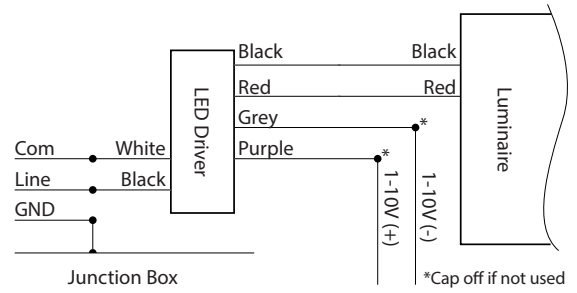 Black Black
Red Red
Grey
*
Purple
*
Com White
Line Black
GND
LED Driver
Luminaire
1-10V (+)
1-10V (-)
Junction Box
*Cap off if not used